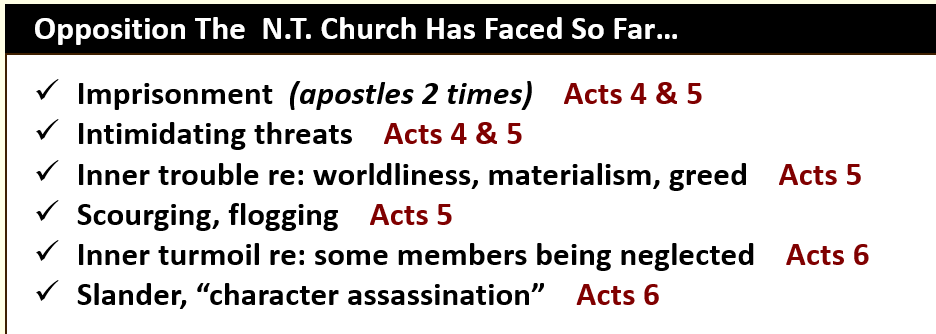 Opposition The  N.T. Church Has Faced So Far…
✓ Imprisonment  (apostles 2 times)   Acts 4 & 5
✓ Intimidating threats   Acts 4 & 5
✓ Inner trouble re: worldliness, materialism, greed   Acts 5
✓ Scourging, flogging   Acts 5
✓ Inner turmoil re: some members being neglected   Acts 6
✓ Slander, “character assassination”   Acts 6